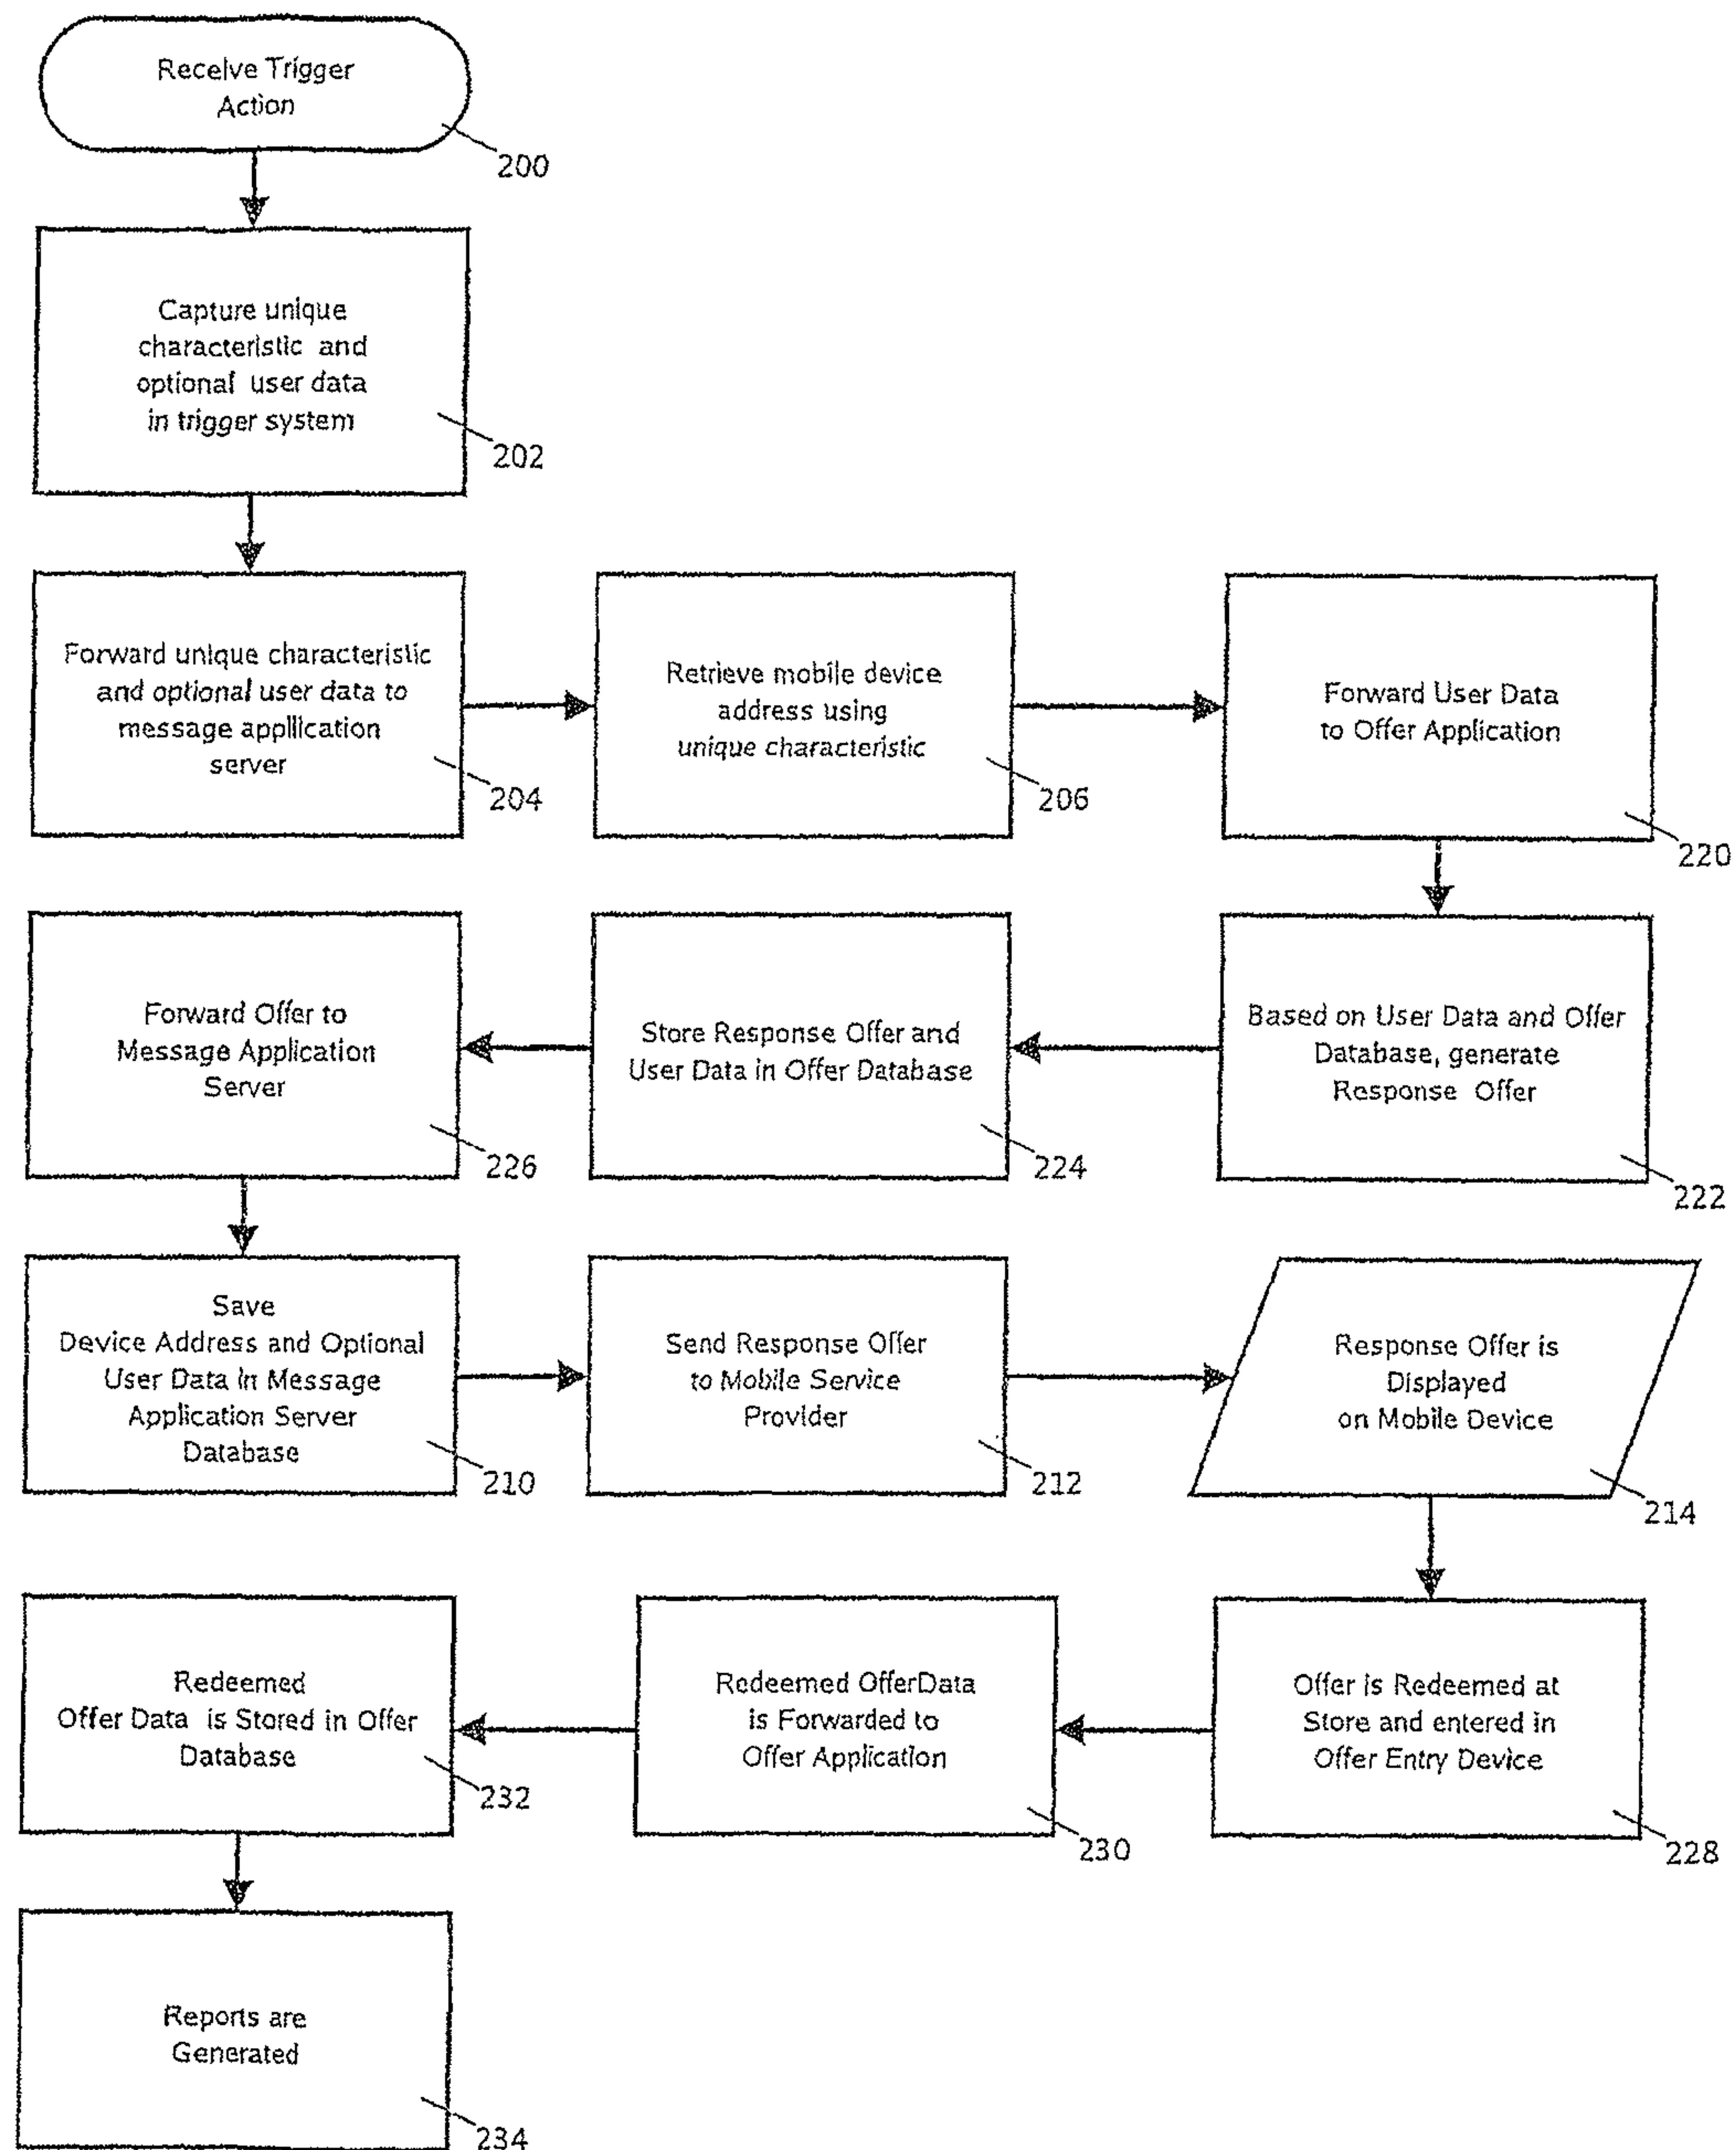 Receive Trigger
Action
200
Capture unique
characteristic and
optional user data
in trigger system
202
Forward unique characteristic
and optional user data to
message appllication
server
204
Retrieve mobile device
address using
unique characteristic
206
Forward User Data
to Offer Application
220
Based on User Data and Offer
Database, generate
Response Offer
222
Store Response Offer and
User Data in Offer Database
224
Forward Offer to
Message Application
Server
226
Save
Device Address and Optional
User Data in Message
Application Server
Database
210
Send Response Offer
to Mobile Service
Provider
212
Response Offer is
Displayed
on Mobile Device
214
Offer is Redeemed at
Store and entered in
Offer Entry Device
228
Redeemed OfferData
is Forwarded to
Offer Application
230
Redeemed
Offer Data is Stored in Offer
Database
232
Reports are
Generated
234